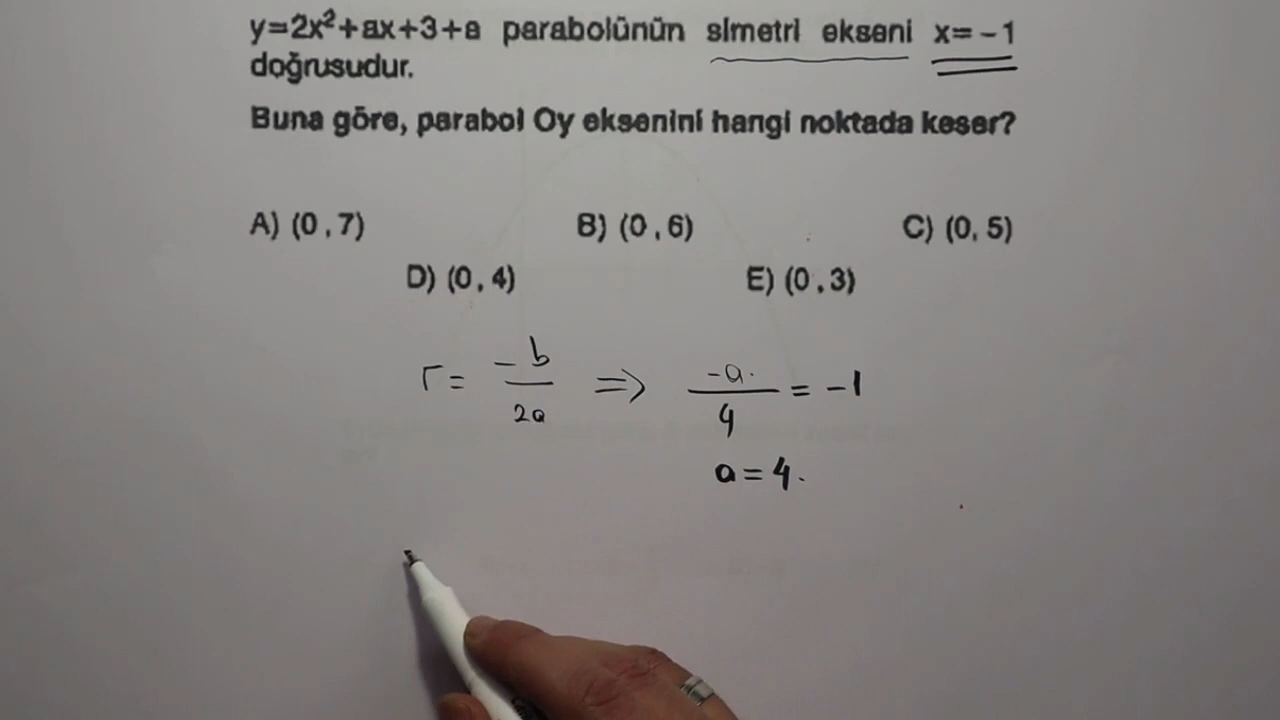 y=2x²+ax+3+a parabolünün simetri ekseni x=-1
doğrusudur.
Buna göre, parabol Oy eksenini hangi noktada keser?
A) (0,7) B) (0,6) C) (0,5)
D) (0,4) E) (0,3)
r = -b/2a ⇒ -a/4 = -1
a = 4.